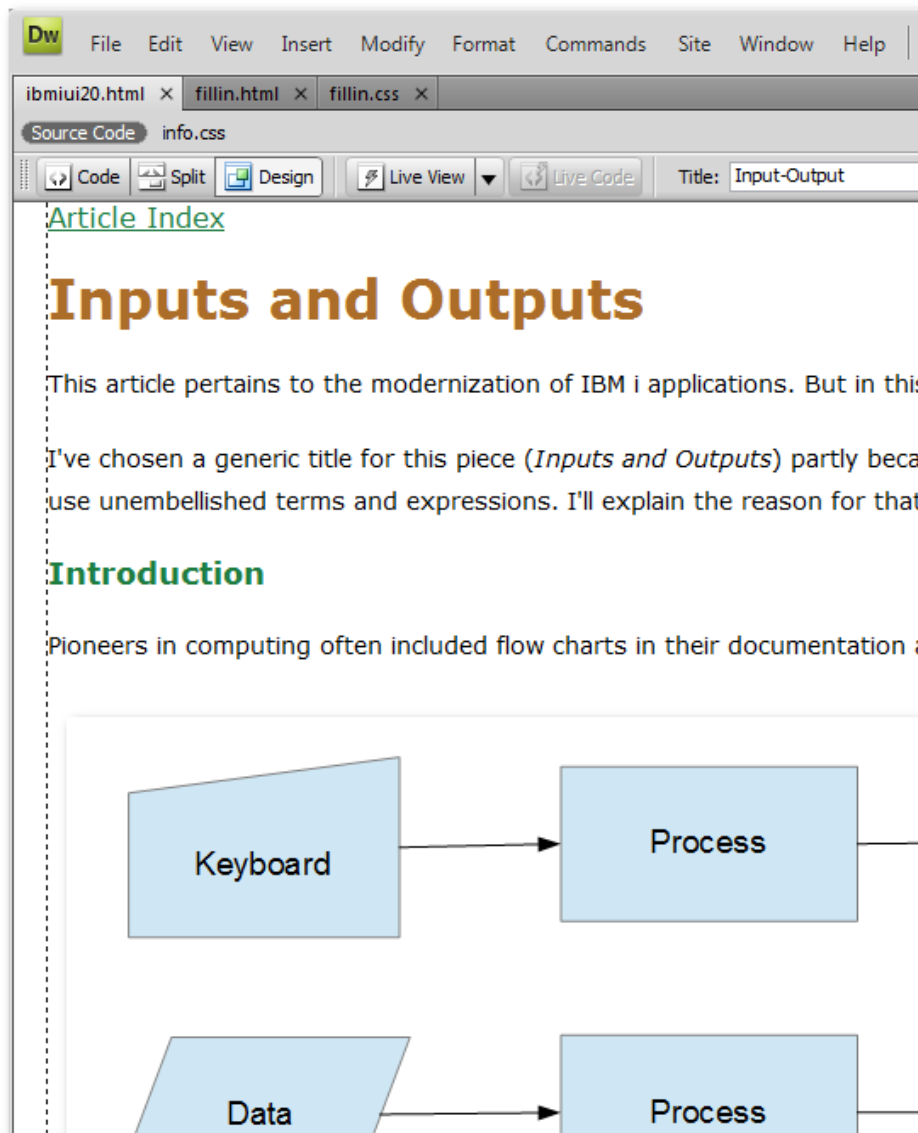 Dw File Edit View Insert Modify Format Commands Site Window Help
ibmiui20.html × fillin.html × fillin.css ×
Source Code info.css
Code Split Design Live View Live Code Title: Input-Output
Article Index
Inputs and Outputs
This article pertains to the modernization of IBM i applications. But in this
I've chosen a generic title for this piece (Inputs and Outputs) partly beca
use unembellished terms and expressions. I'll explain the reason for that
Introduction
Pioneers in computing often included flow charts in their documentation a
Keyboard Process
Data Process